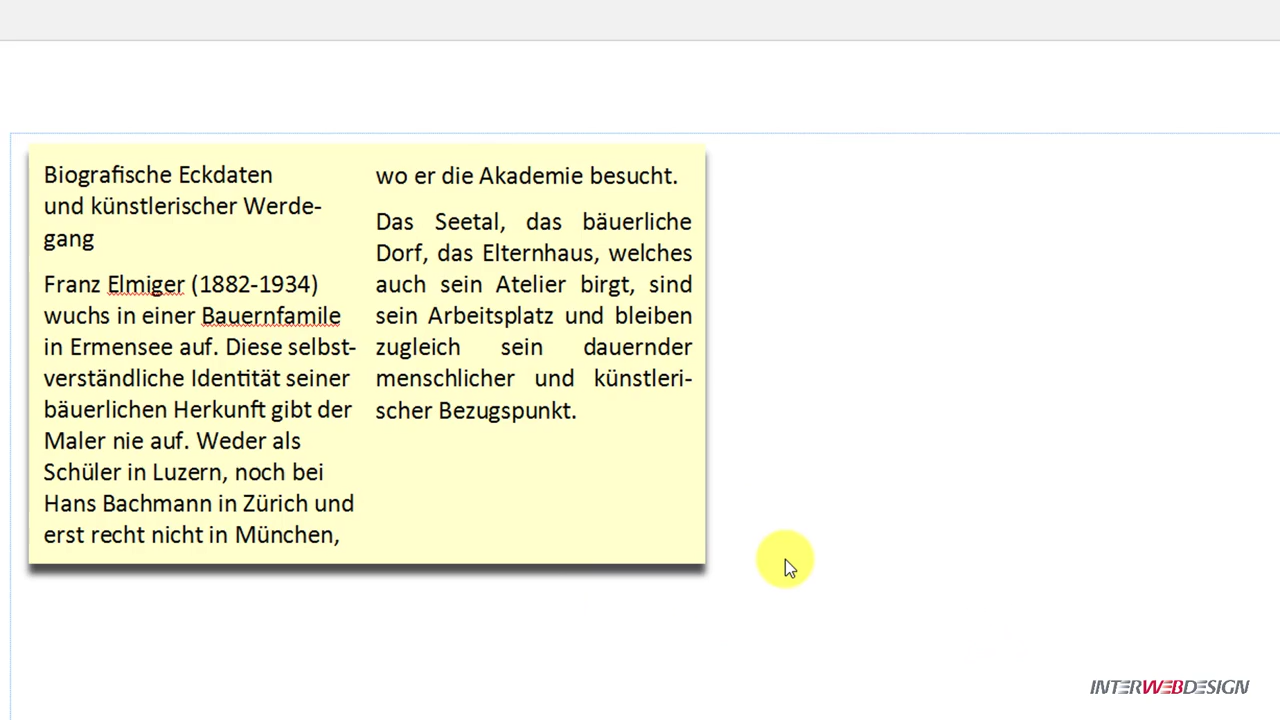 Biografische Eckdaten
und künstlerischer Werde-
gang
Franz Elmiger (1882-1934)
wuchs in einer Bauernfamile
in Ermensee auf. Diese selbst-
verständliche Identität seiner
bäuerlichen Herkunft gibt der
Maler nie auf. Weder als
Schüler in Luzern, noch bei
Hans Bachmann in Zürich und
erst recht nicht in München,
wo er die Akademie besucht.
Das Seetal, das bäuerliche
Dorf, das Elternhaus, welches
auch sein Atelier birgt, sind
sein Arbeitsplatz und bleiben
zugleich sein dauernder
menschlicher und künstleri-
scher Bezugspunkt.
INTERWEBDESIGN